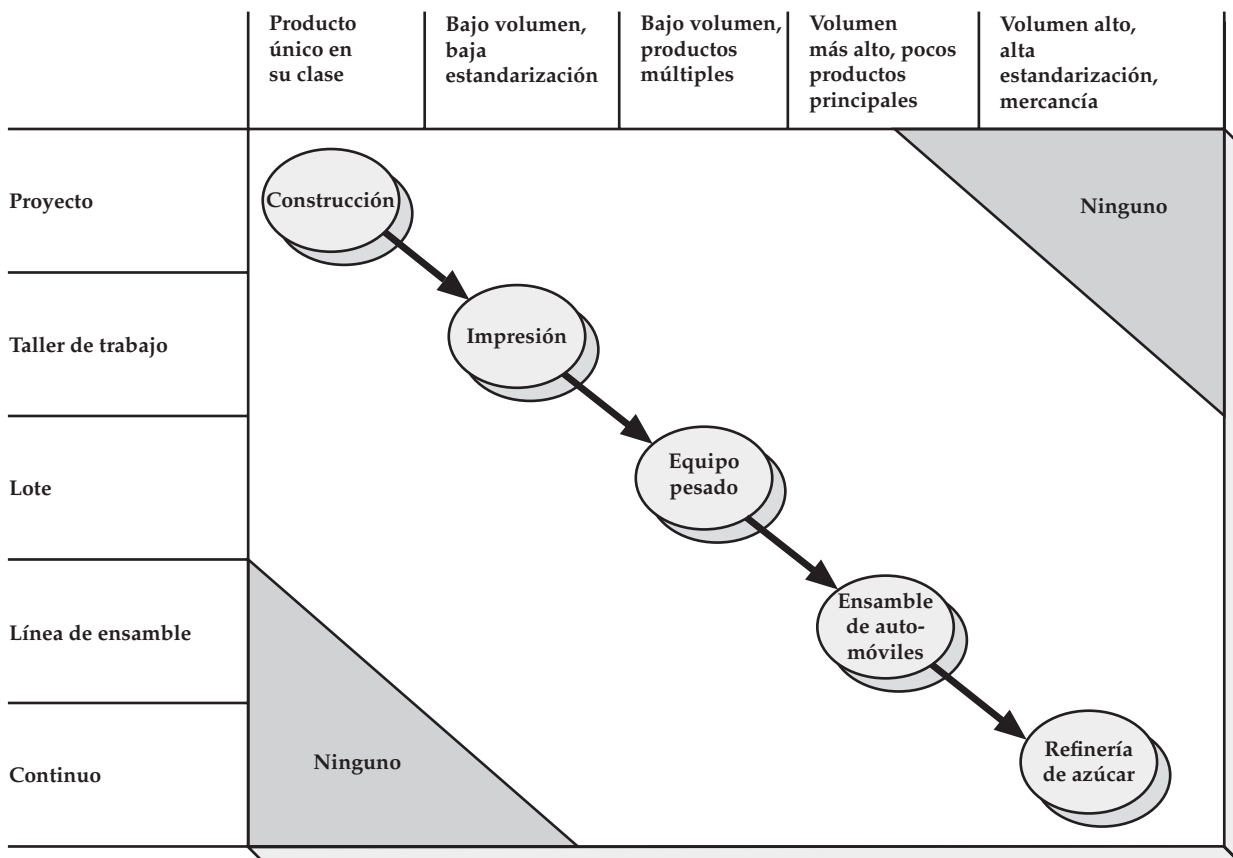 Producto
único en
su clase
Bajo volumen,
baja
estandarización
Bajo volumen,
productos
múltiples
Volumen
más alto, pocos
productos
principales
Volumen alto,
alta
estandarización,
mercancía
Proyecto
Construcción
Ninguno
Taller de trabajo
Impresión
Lote
Equipo
pesado
Línea de ensamble
Ensamble
de auto-
móviles
Continuo
Ninguno
Refinería
de azúcar